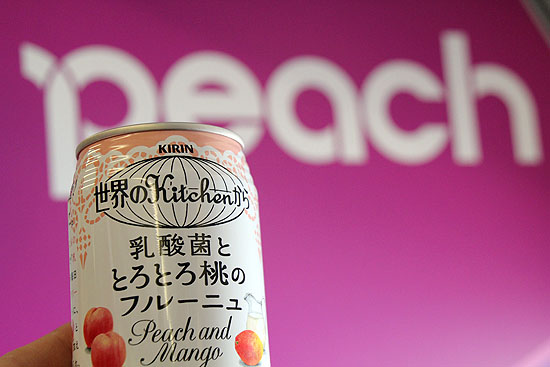 peach
KIRIN
世界のKitchenから
乳酸菌と
とろとろ桃の
フルーニュ
Peach and
Mango